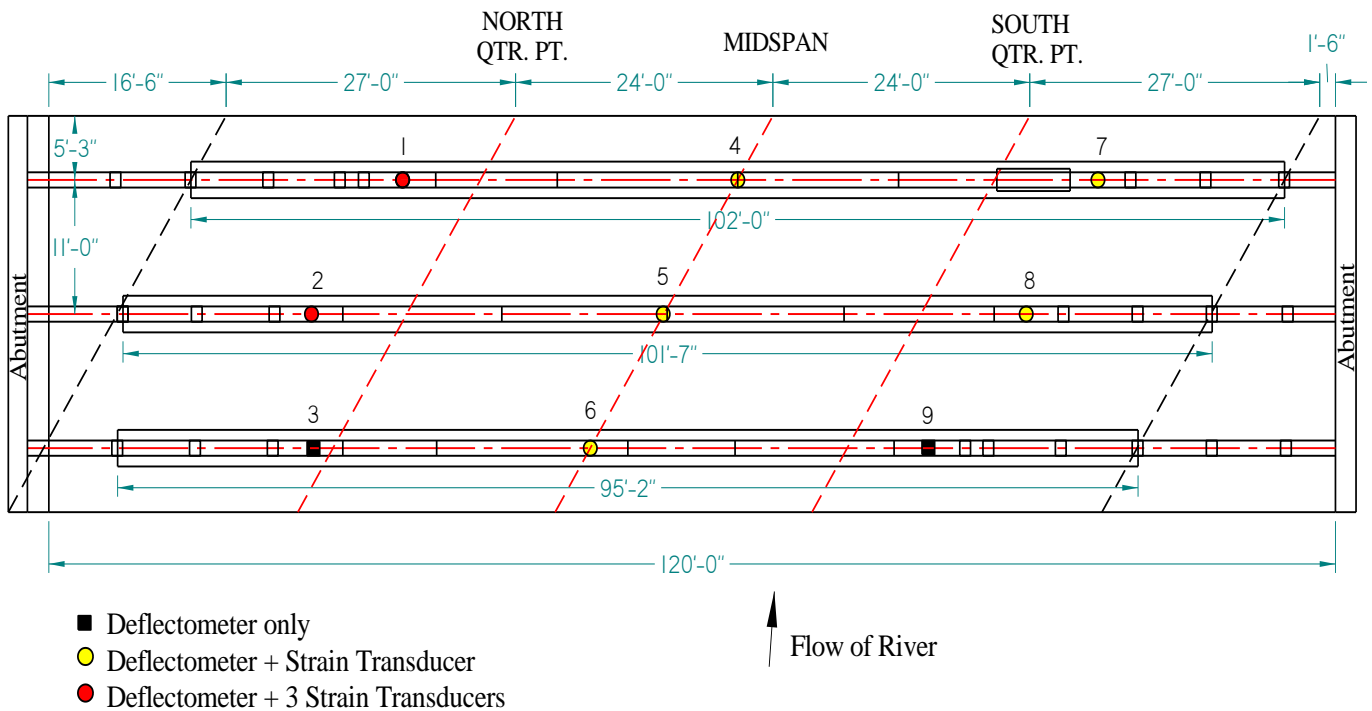 NORTH
QTR. PT.
MIDSPAN
SOUTH
QTR. PT.
1'-6"
16'-6"
27'-0"
24'-0"
24'-0"
27'-0"
5'-3"
1
4
7
102'-0"
11'-0"
Abutment
2
5
8
Abutment
101'-7"
3
6
9
95'-2"
120'-0"
Deflectometer only
Deflectometer + Strain Transducer
Deflectometer + 3 Strain Transducers
Flow of River